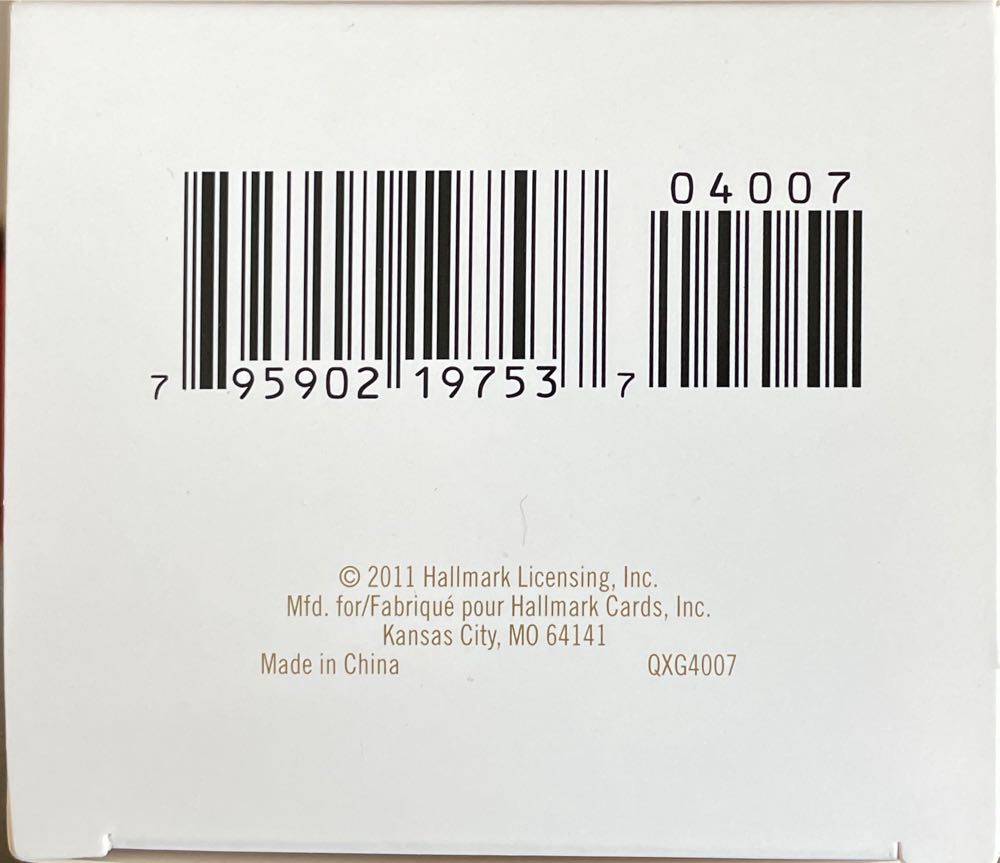 04007
7 95902 19753 7
© 2011 Hallmark Licensing, Inc.
Mfd. for/Fabriqué pour Hallmark Cards, Inc.
Kansas City, MO 64141
Made in China QXG4007